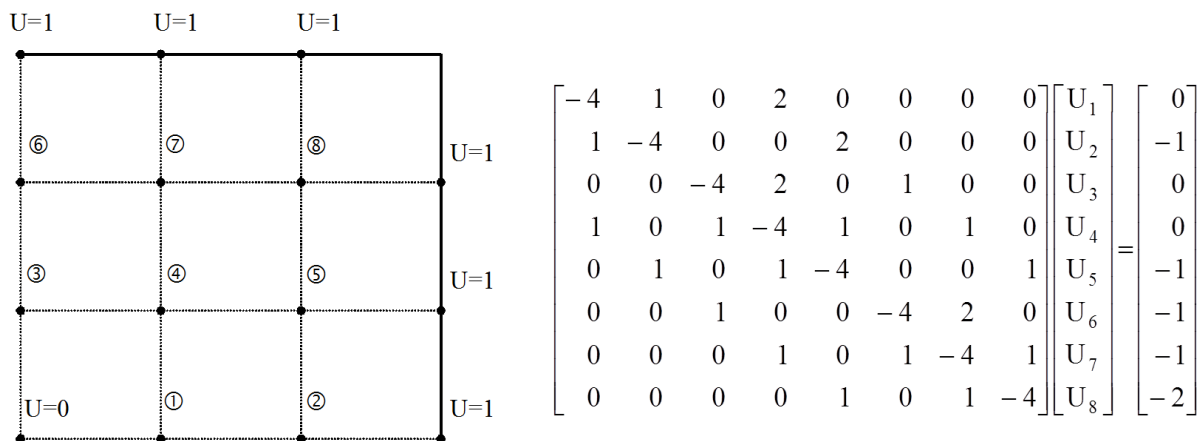 U=1 U=1 U=1
⑥ ⑦ ⑧
U=1
③ ④ ⑤
U=1
U=0 ① ② U=1
[-4 1 0 2 0 0 0 0] [U₁] [0]
[1 -4 0 0 2 0 0 0] [U₂] [-1]
[0 0 -4 2 0 1 0 0] [U₃] [0]
[1 0 1 -4 1 0 1 0] [U₄] = [0]
[0 1 0 1 -4 0 0 1] [U₅] [-1]
[0 0 1 0 0 -4 2 0] [U₆] [-1]
[0 0 0 1 0 1 -4 1] [U₇] [-1]
[0 0 0 0 1 0 1 -4] [U₈] [-2]